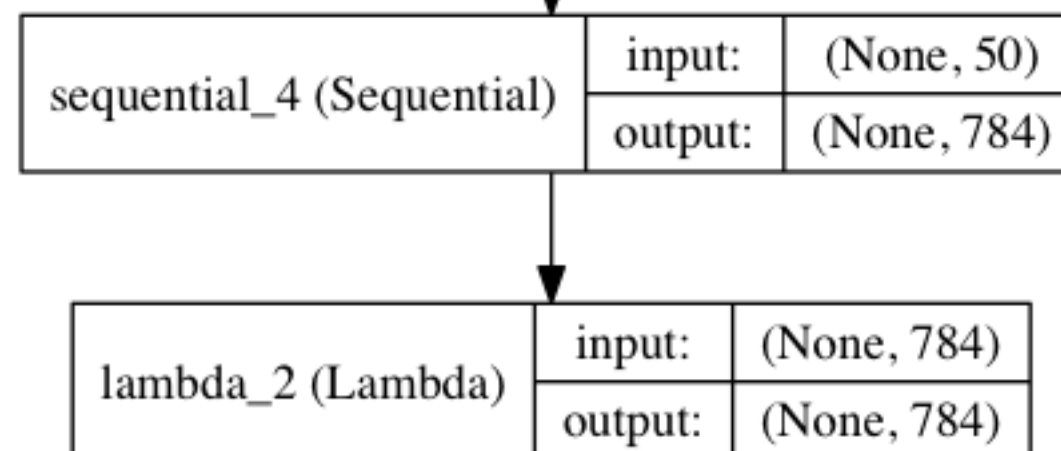 sequential_4 (Sequential)
input:
(None, 50)
output:
(None, 784)
lambda_2 (Lambda)
input:
(None, 784)
output:
(None, 784)